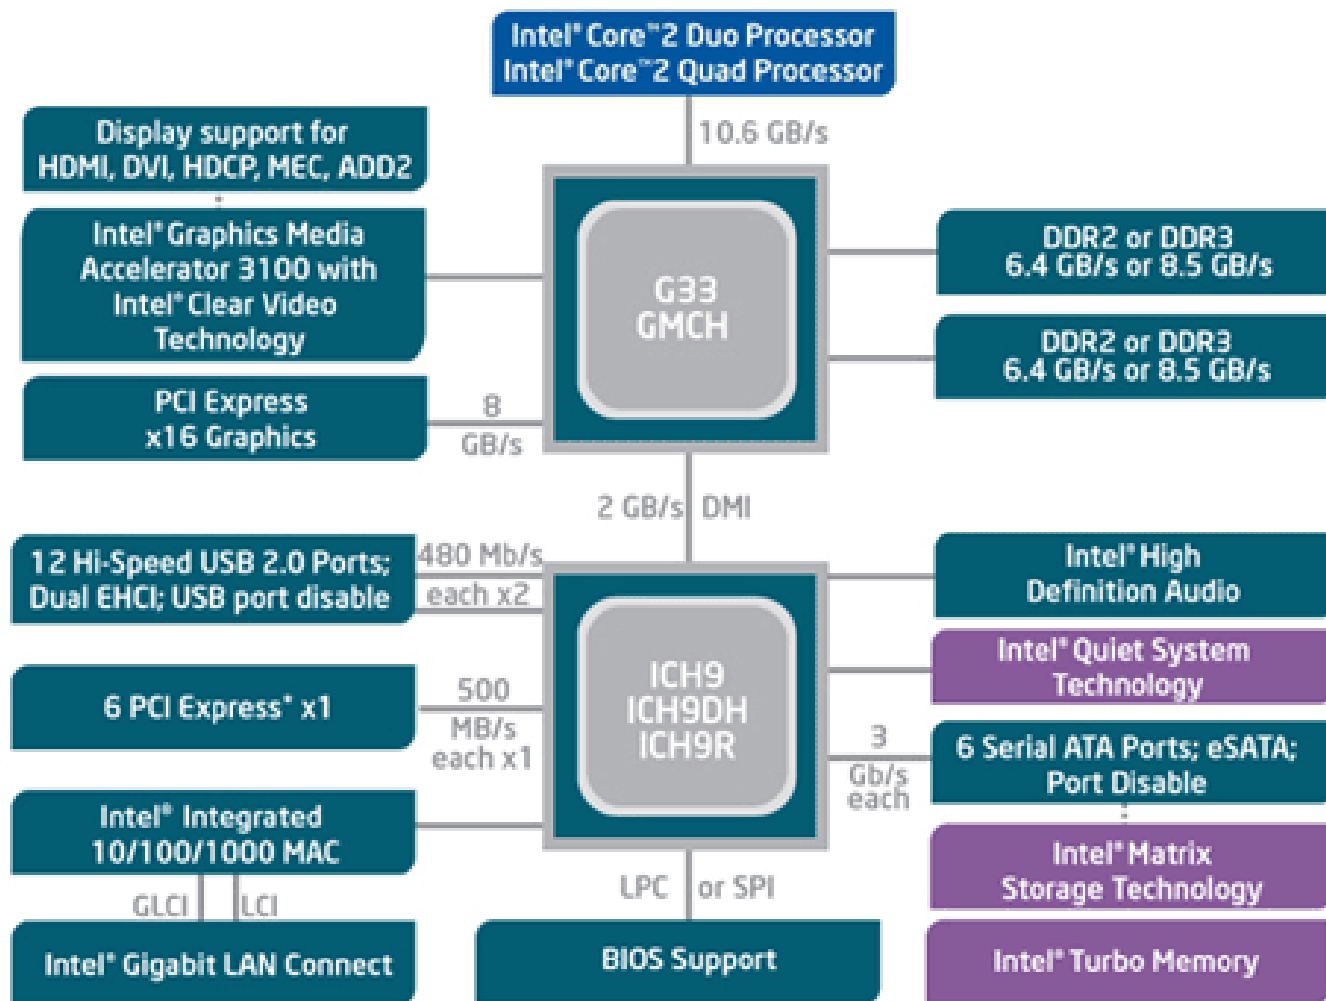 Intel® Core™2 Duo Processor
Intel® Core™2 Quad Processor
10.6 GB/s
Display support for
HDMI, DVI, HDCP, MEC, ADD2
Intel® Graphics Media
Accelerator 3100 with
Intel® Clear Video
Technology
G33
GMCH
DDR2 or DDR3
6.4 GB/s or 8.5 GB/s
DDR2 or DDR3
6.4 GB/s or 8.5 GB/s
PCI Express
x16 Graphics
8
GB/s
2 GB/s DMI
12 Hi-Speed USB 2.0 Ports;
Dual EHCI; USB port disable
480 Mb/s
each x2
Intel® High
Definition Audio
Intel® Quiet System
Technology
6 PCI Express* x1
500
MB/s
each x1
ICH9
ICH9DH
ICH9R
3
Gb/s
each
6 Serial ATA Ports; eSATA;
Port Disable
Intel® Integrated
10/100/1000 MAC
Intel® Matrix
Storage Technology
GLCI LCI
LPC or SPI
Intel® Gigabit LAN Connect
BIOS Support
Intel® Turbo Memory